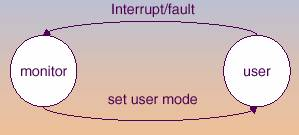 Interrupt/fault
monitor
user
set user mode